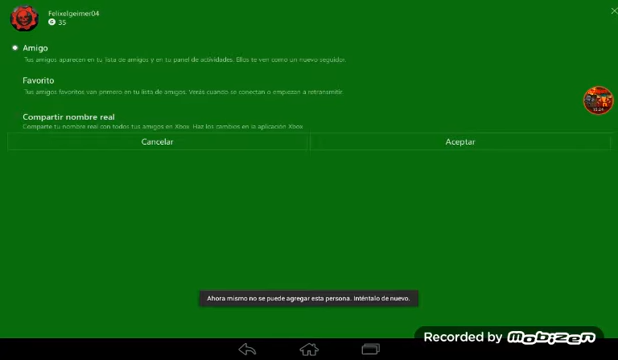 Felixelgeimer04
G 35
Amigo
Tus amigos aparecen en tu lista de amigos y en tu panel de actividades. Ellos te ven como un nuevo seguidor.
Favorito
Tus amigos favoritos van primero en tu lista de amigos. Verás cuando se conectan o empiezan a retransmitir.
Compartir nombre real
Comparte tu nombre real con todos tus amigos en Xbox. Haz los cambios en la aplicación Xbox.
Cancelar
Aceptar
Ahora mismo no se puede agregar esta persona. Inténtalo de nuevo.
Recorded by Mobizen